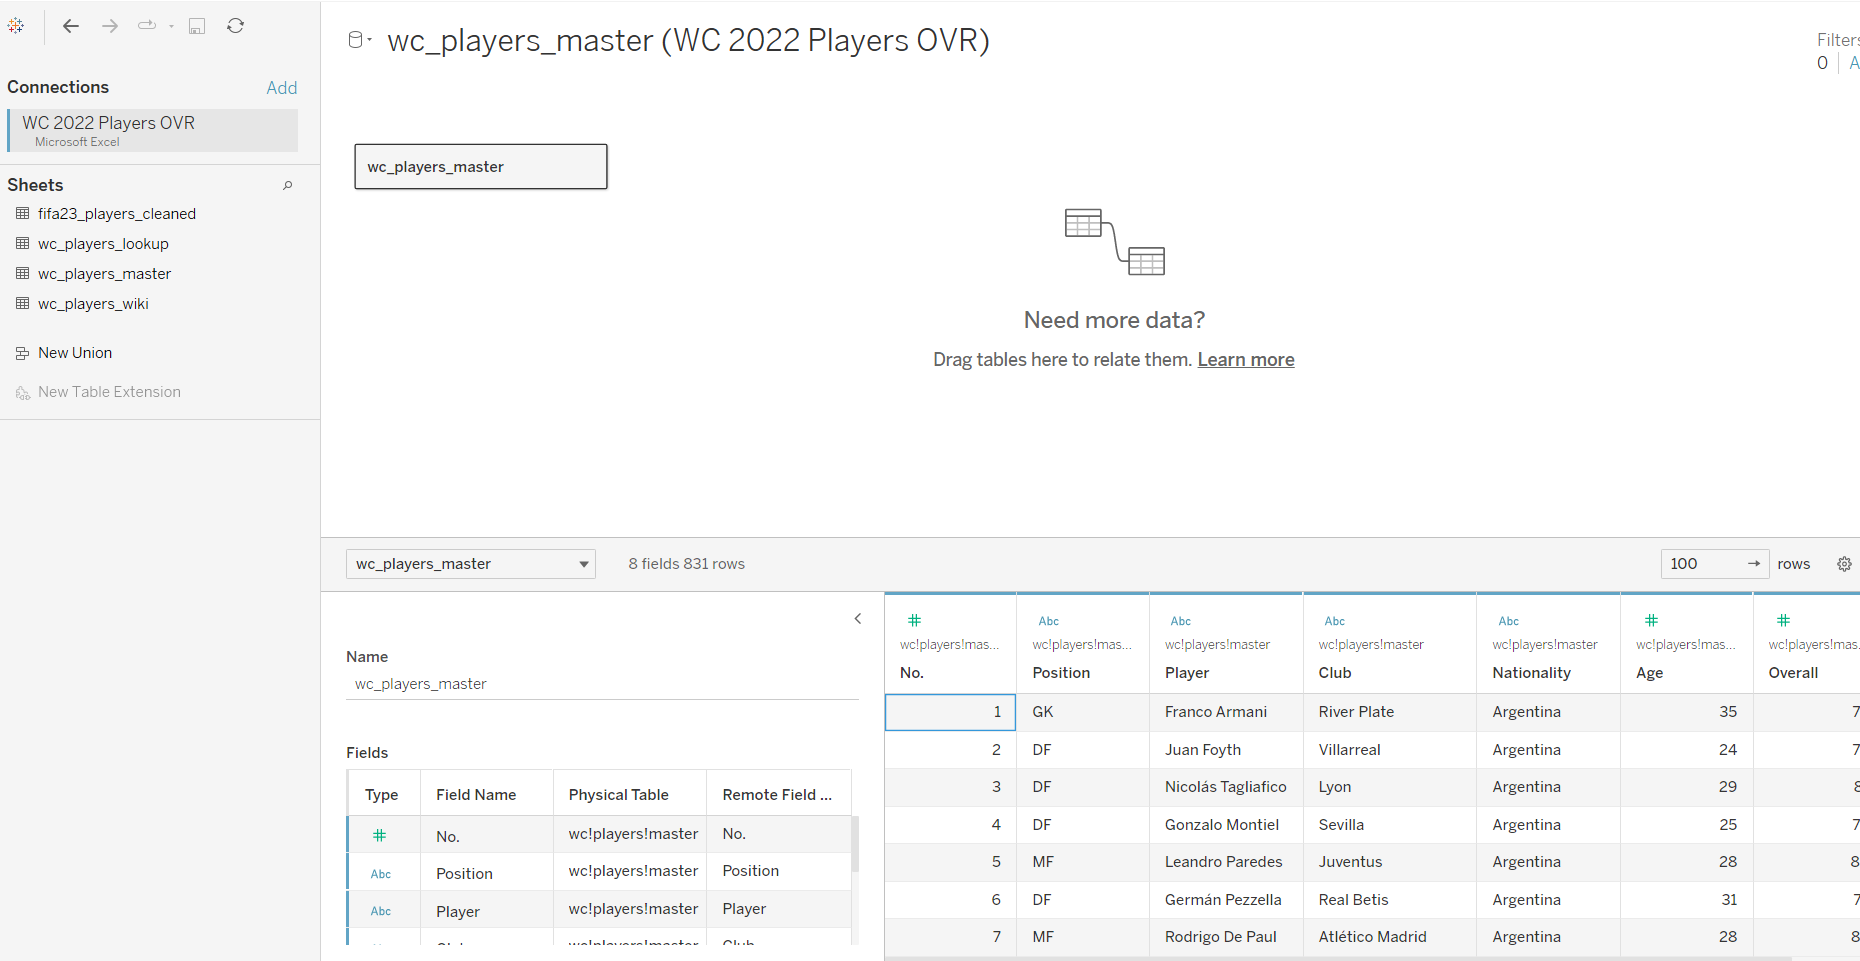 wc_players_master (WC 2022 Players OVR)
Filters
0
Connections
Add
WC 2022 Players OVR
Microsoft Excel
Sheets
fifa23_players_cleaned
wc_players_lookup
wc_players_master
wc_players_wiki
New Union
New Table Extension
wc_players_master
Need more data?
Drag tables here to relate them. Learn more
wc_players_master
8 fields 831 rows
100 → rows
Name
wc_players_master
Fields
Type Field Name Physical Table Remote Field ...
# No. wc!players!master No.
Abc Position wc!players!master Position
Abc Player wc!players!master Player
# Abc Abc Abc Abc # #
wc!players!mas... wc!players!mas... wc!players!master wc!players!master wc!players!master wc!players!mas... wc!players!mas.
No. Position Player Club Nationality Age Overall
1 GK Franco Armani River Plate Argentina 35 7
2 DF Juan Foyth Villarreal Argentina 24 7
3 DF Nicolás Tagliafico Lyon Argentina 29
4 DF Gonzalo Montiel Sevilla Argentina 25 7
5 MF Leandro Paredes Juventus Argentina 28 8
6 DF Germán Pezzella Real Betis Argentina 31 7
7 MF Rodrigo De Paul Atlético Madrid Argentina 28 8